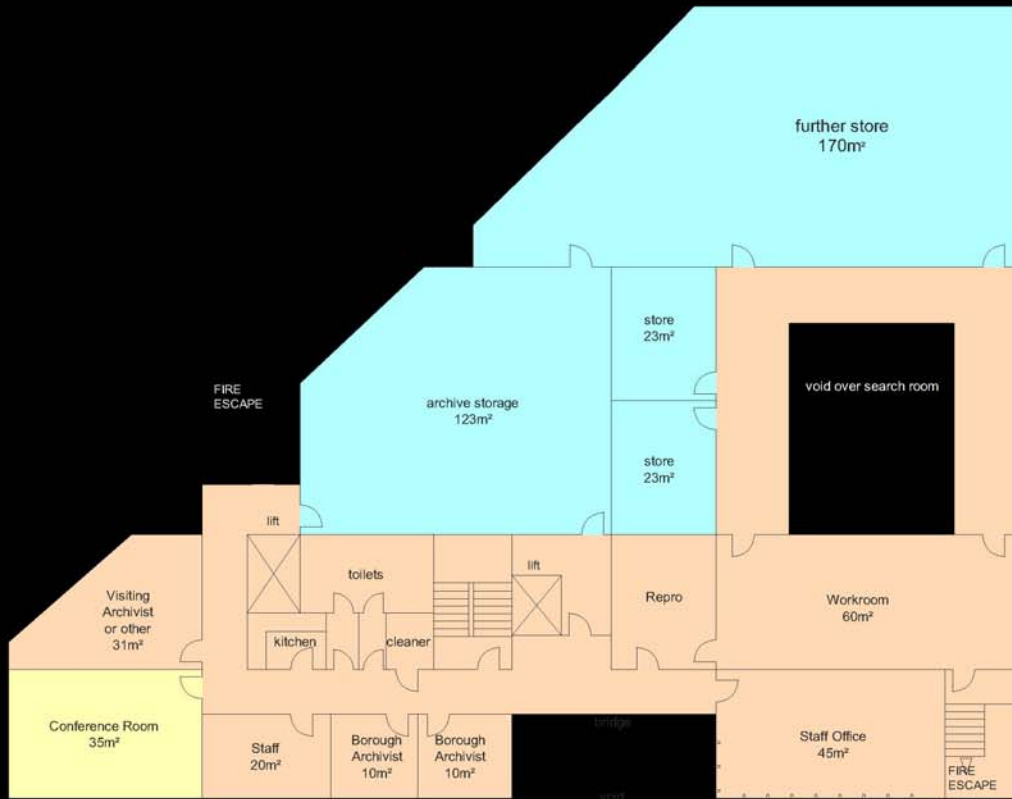 further store
170m²
store
23m²
void over search room
FIRE
ESCAPE
archive storage
123m²
store
23m²
lift
lift
toilets
Visiting
Archivist
or other
31m²
Repro
Workroom
60m²
kitchen
cleaner
Conference Room
35m²
bridge
Staff
20m²
Borough
Archivist
10m²
Borough
Archivist
10m²
Staff Office
45m²
FIRE
ESCAPE
void